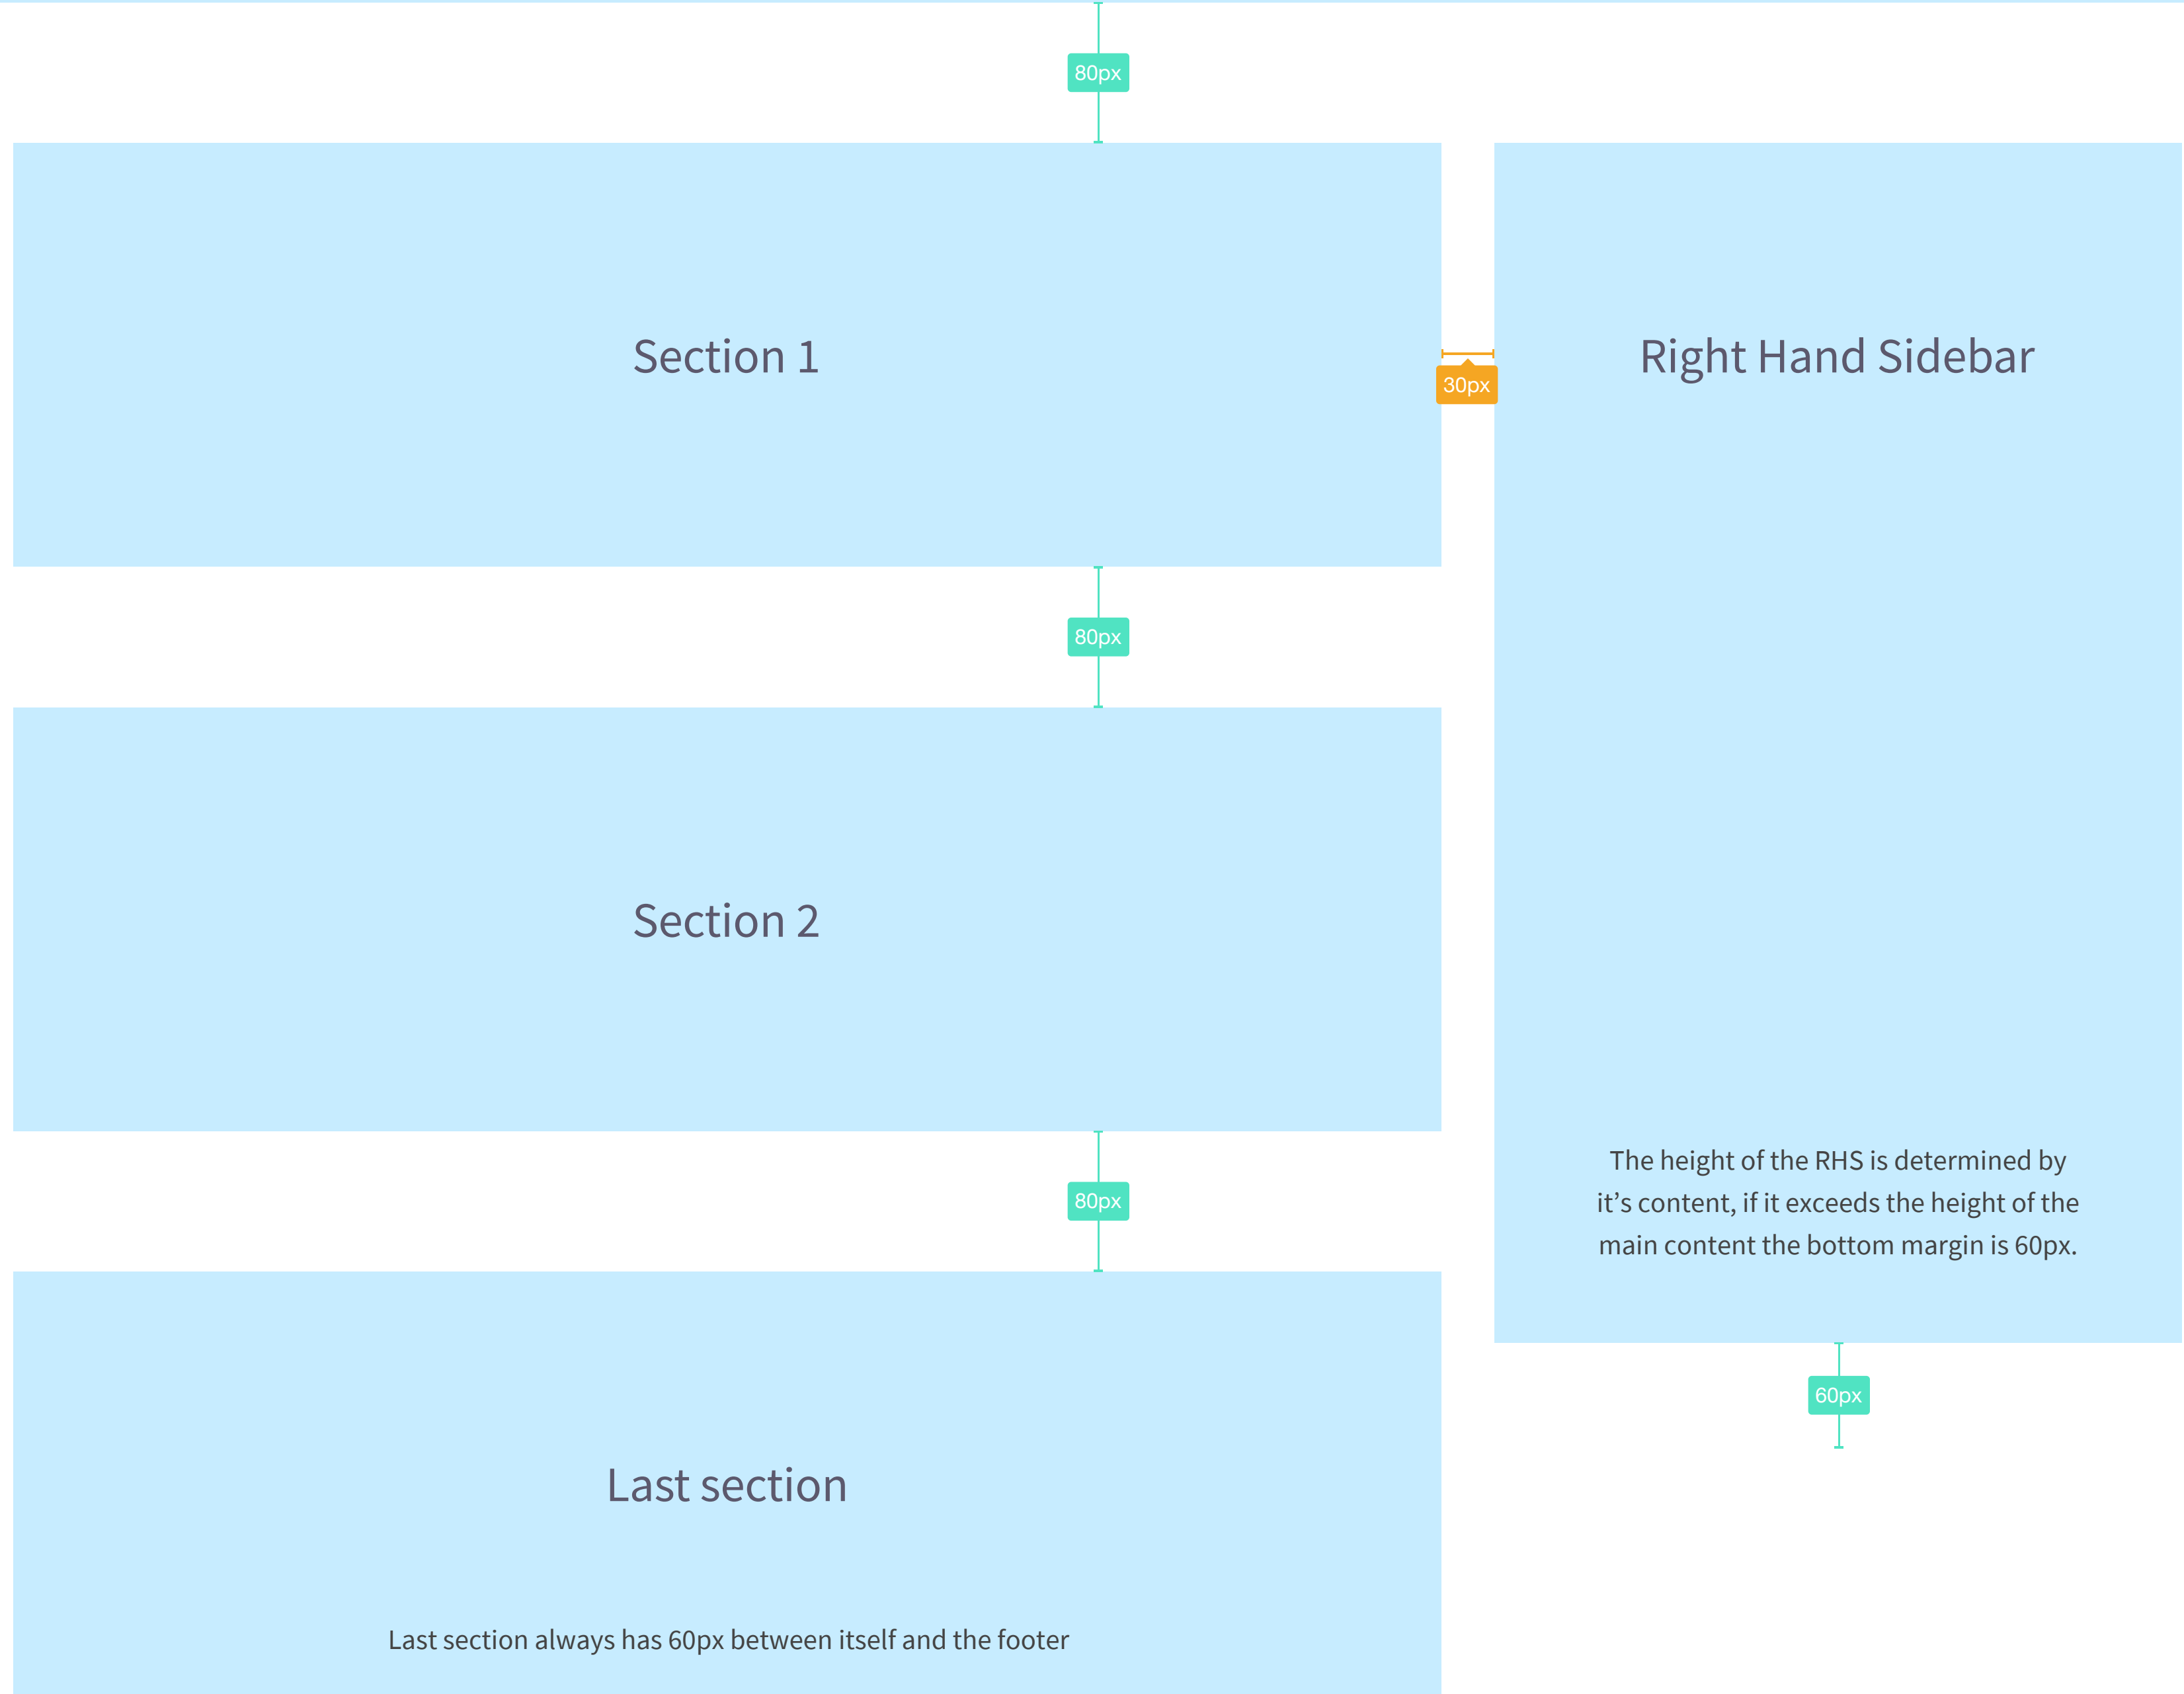 80px
Section 1
30px
Right Hand Sidebar
80px
Section 2
80px
The height of the RHS is determined by
it’s content, if it exceeds the height of the
main content the bottom margin is 60px.
60px
Last section
Last section always has 60px between itself and the footer